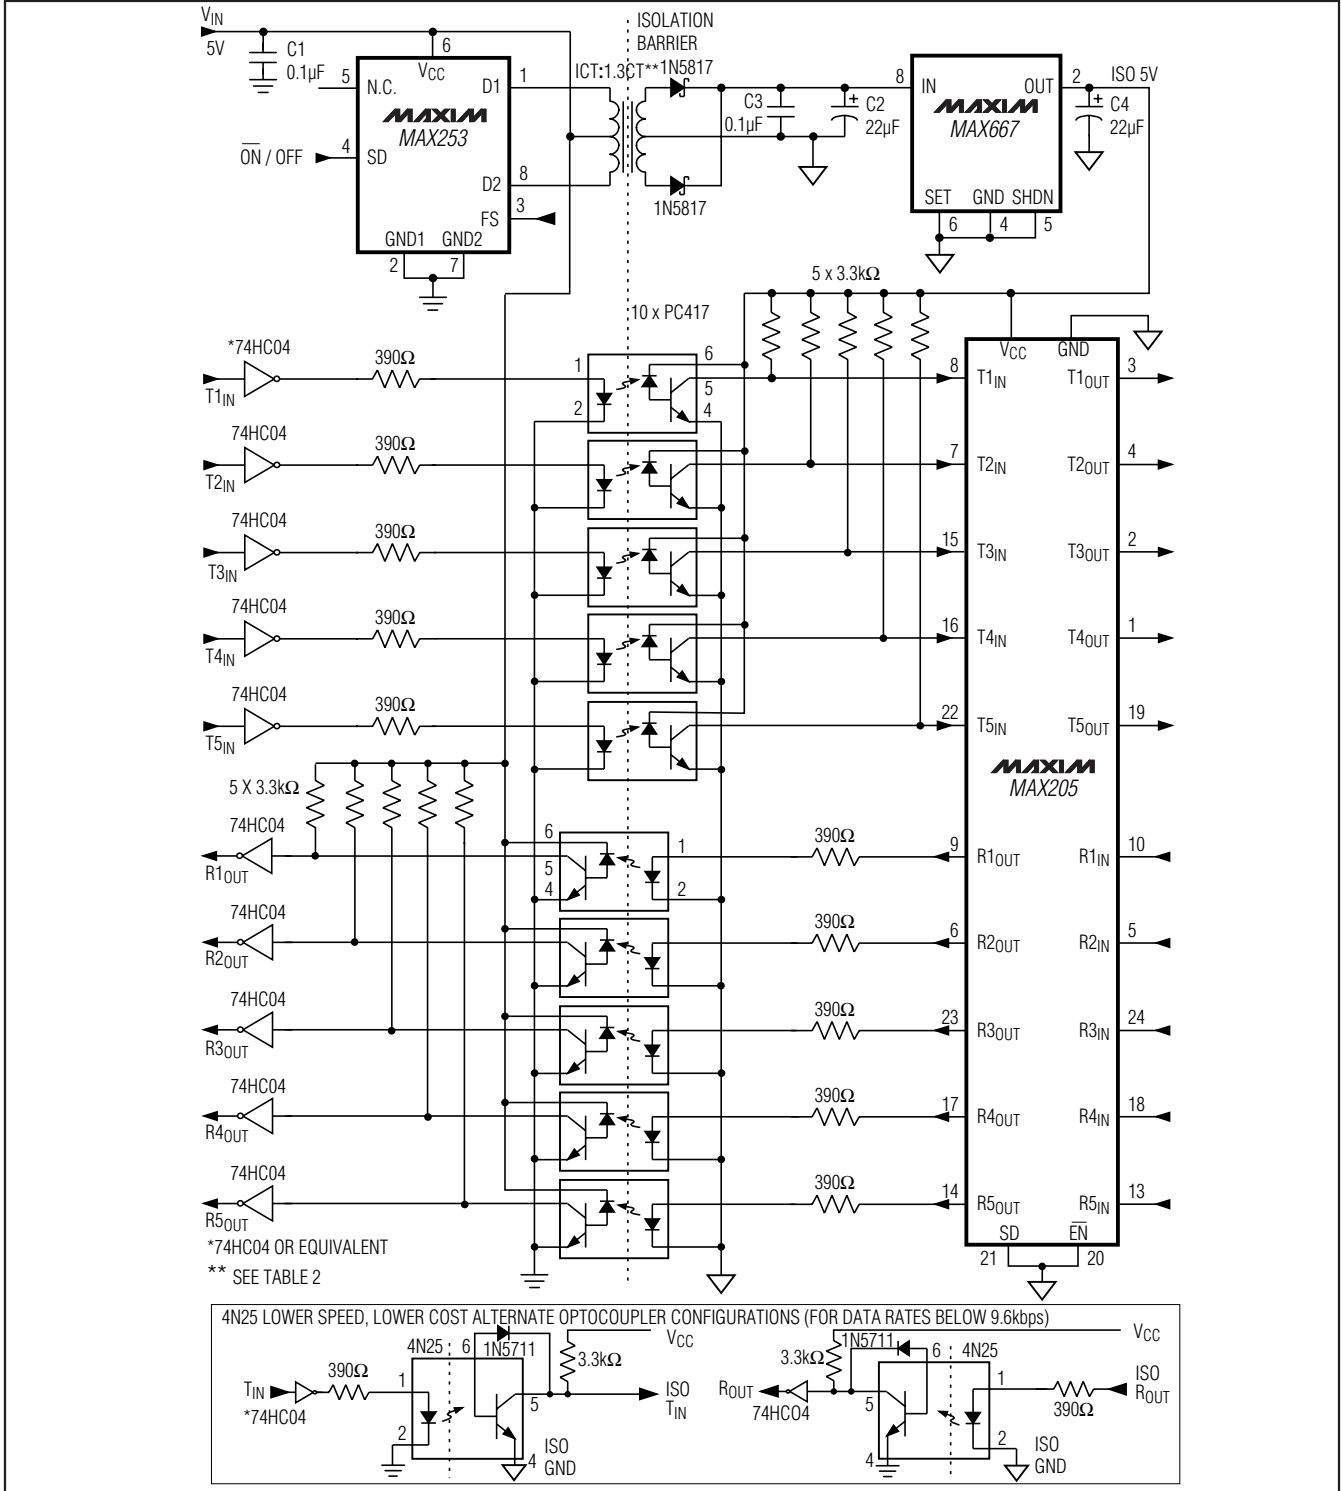 VIN
5V
C1
0.1µF
5
N.C.
6
VCC
D1
1
MAXIM
MAX253
ON / OFF
4
SD
D2
8
FS
3
GND1
GND2
2
7
ISOLATION
BARRIER
ICT:1.3CT**
1N5817
1N5817
C3
0.1µF
+
C2
22µF
8
IN
OUT
2
ISO 5V
MAXIM
MAX667
+
C4
22µF
SET
GND
SHDN
6
4
5
5 x 3.3kΩ
10 x PC417
*74HC04
T1IN
390Ω
1
2
6
5
4
VCC
GND
8
T1IN
T1OUT
3
74HC04
T2IN
390Ω
7
T2IN
T2OUT
4
74HC04
T3IN
390Ω
15
T3IN
T3OUT
2
74HC04
T4IN
390Ω
16
T4IN
T4OUT
1
74HC04
T5IN
390Ω
22
T5IN
T5OUT
19
MAXIM
MAX205
5 X 3.3kΩ
74HC04
R1OUT
6
5
4
1
2
390Ω
9
R1OUT
R1IN
10
74HC04
R2OUT
390Ω
6
R2OUT
R2IN
5
74HC04
R3OUT
390Ω
23
R3OUT
R3IN
24
74HC04
R4OUT
390Ω
17
R4OUT
R4IN
18
74HC04
R5OUT
390Ω
14
R5OUT
R5IN
13
SD
EN
21
20
*74HC04 OR EQUIVALENT
** SEE TABLE 2
4N25 LOWER SPEED, LOWER COST ALTERNATE OPTOCOUPLER CONFIGURATIONS (FOR DATA RATES BELOW 9.6kbps)
TIN
*74HC04
390Ω
4N25
1
2
6
1N5711
5
4
3.3kΩ
VCC
ISO
TIN
ISO
GND
ROUT
74HCO4
3.3kΩ
1N5711
5
4
6
4N25
1
2
VCC
390Ω
ISO
ROUT
ISO
GND